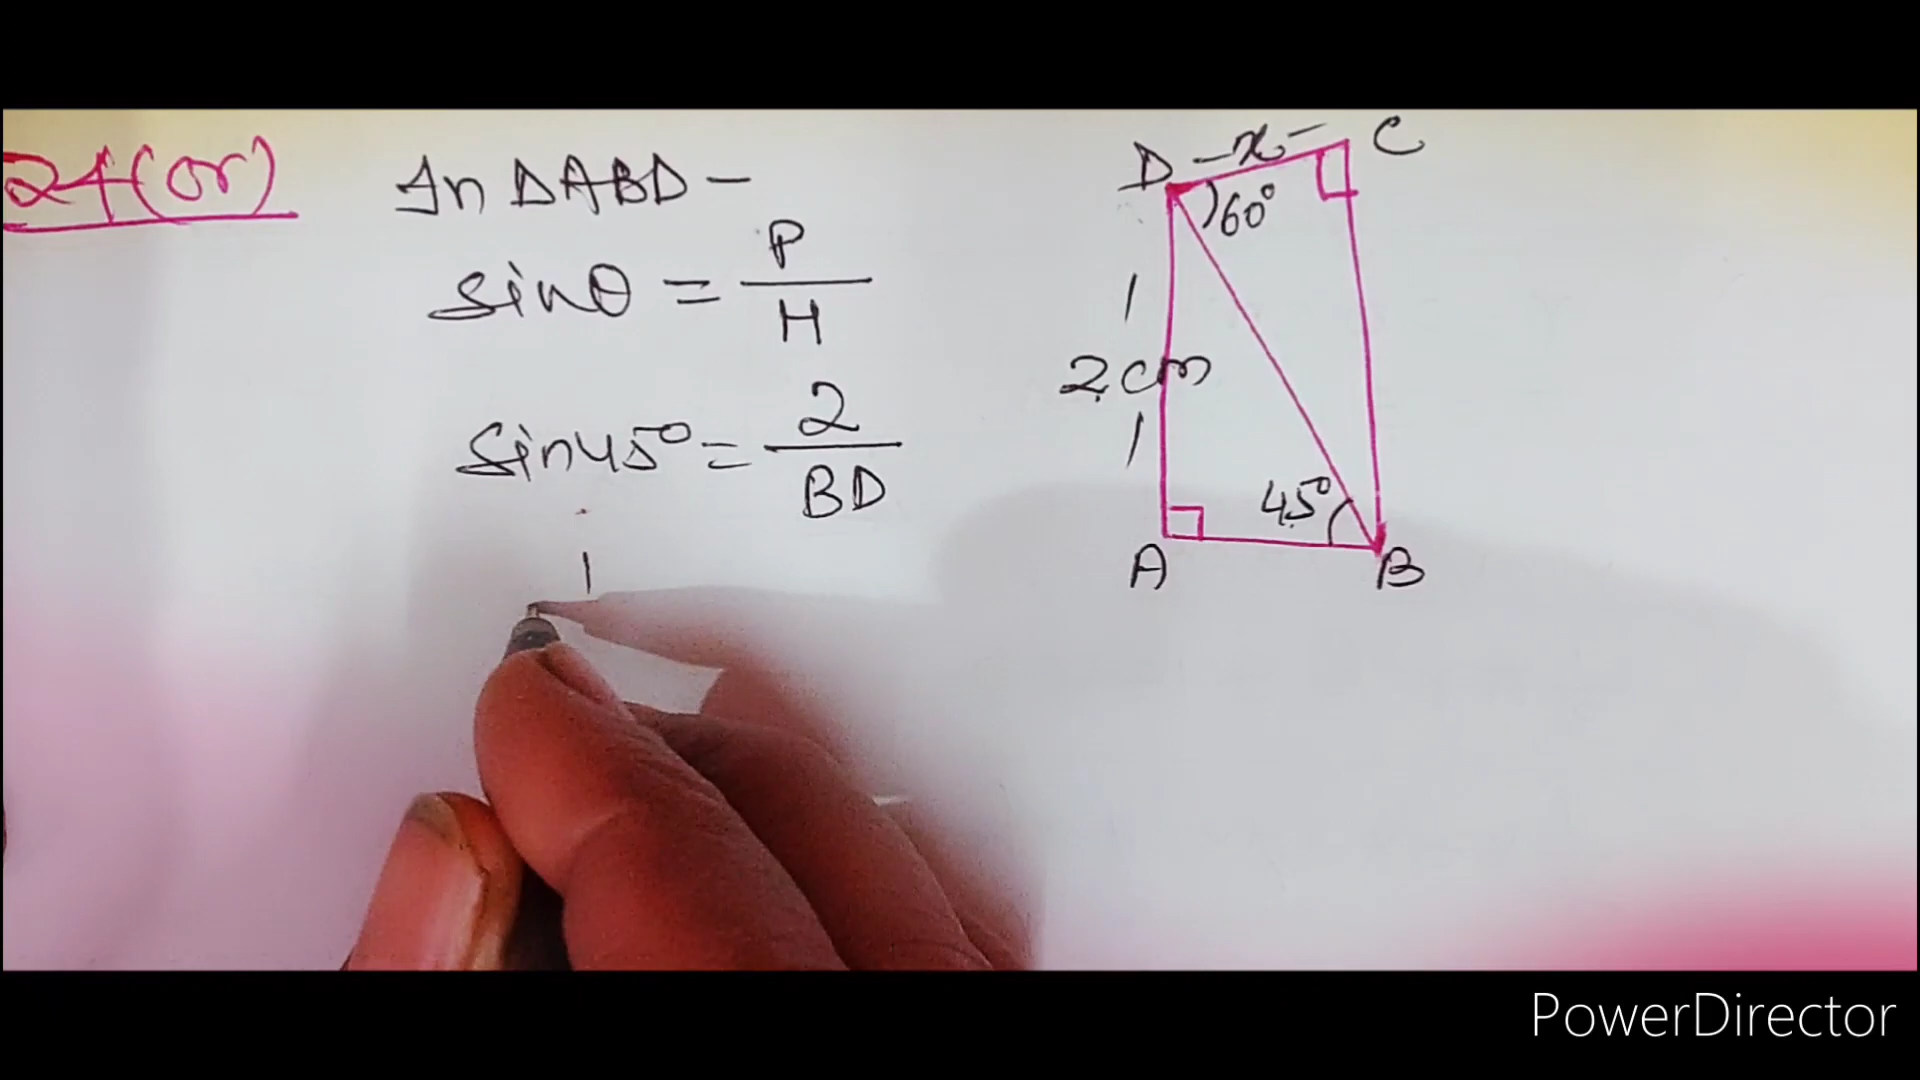 24(or)
In ΔABD -
sinθ = P/H
sin45° = 2/BD
1
D -x- C
60°
2cm
45°
A B
PowerDirector